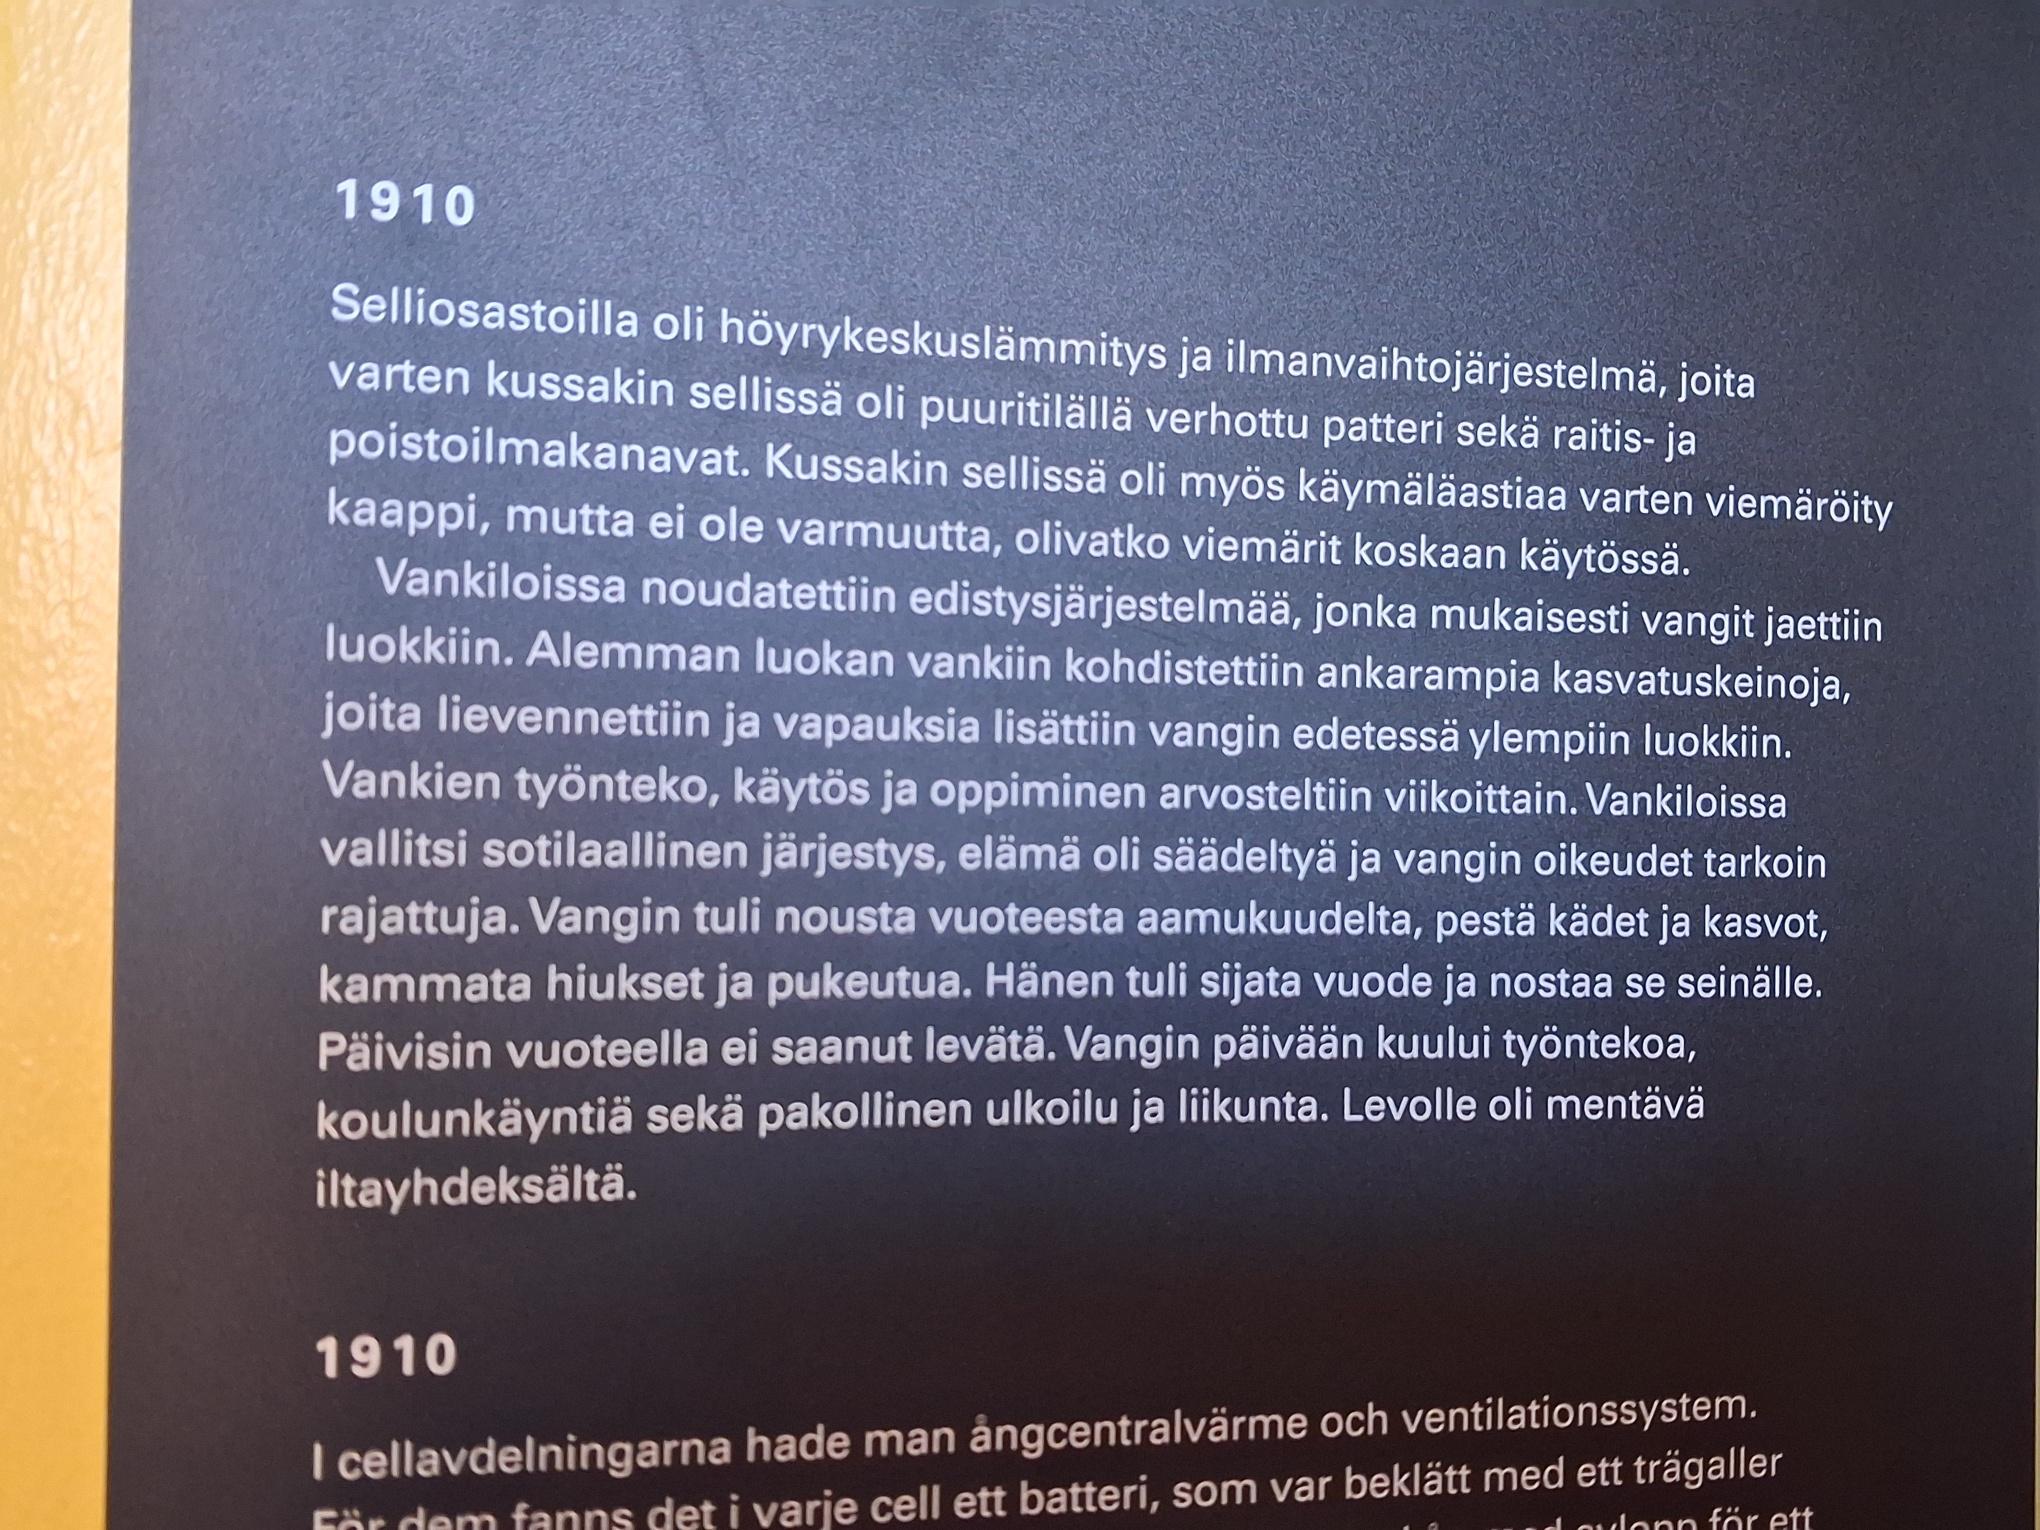 1910
Selliosastoilla oli höyrykeskuslämmitys ja ilmanvaihtojärjestelmä, joita
varten kussakin sellissä oli puuritilällä verhottu patteri sekä raitis- ja
poistoilmakanavat. Kussakin sellissä oli myös käymäläastiaa varten viemäröity
kaappi, mutta ei ole varmuutta, olivatko viemärit koskaan käytössä.
Vankiloissa noudatettiin edistysjärjestelmää, jonka mukaisesti vangit jaettiin
luokkiin. Alemman luokan vankiin kohdistettiin ankarampia kasvatuskeinoja,
joita lievennettiin ja vapauksia lisättiin vangin edetessä ylempiin luokkiin.
Vankien työnteko, käytös ja oppiminen arvosteltiin viikoittain. Vankiloissa
vallitsi sotilaallinen järjestys, elämä oli säädeltyä ja vangin oikeudet tarkoin
rajattuja. Vangin tuli nousta vuoteesta aamukuudelta, pestä kädet ja kasvot,
kammata hiukset ja pukeutua. Hänen tuli sijata vuode ja nostaa se seinälle.
Päivisin vuoteella ei saanut levätä. Vangin päivään kuului työntekoa,
koulunkäyntiä sekä pakollinen ulkoilu ja liikunta. Levolle oli mentävä
iltayhdeksältä.
1910
I cellavdelningarna hade man ångcentralvärme och ventilationssystem.
För dem fanns det i varje cell ett batteri, som var beklätt med ett trägaller
för ett